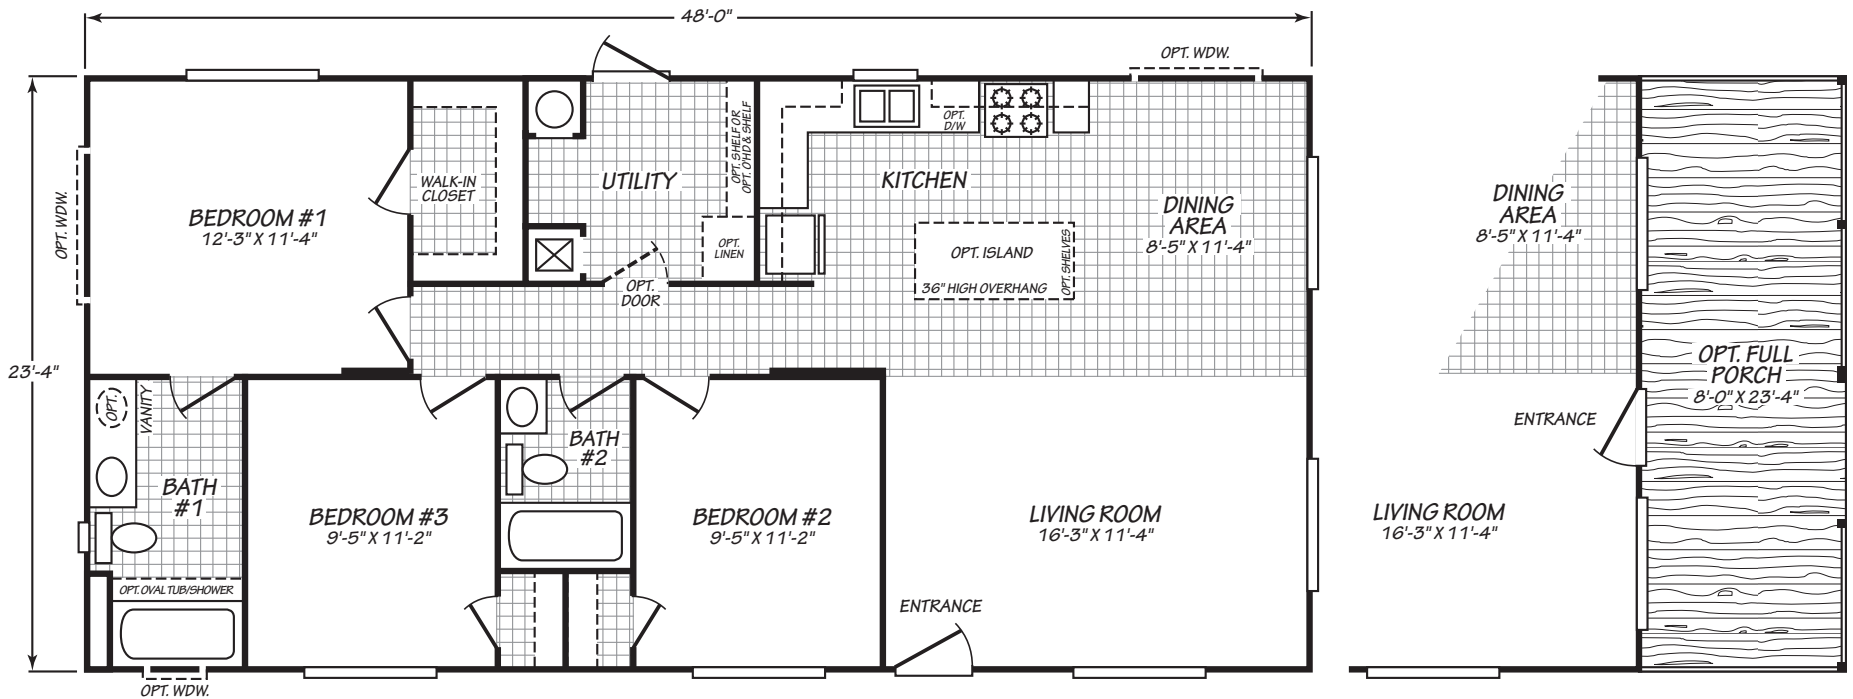 48'-0"
OPT. WDW.
23'-4"
OPT. WDW.
BEDROOM #1
12'-3" X 11'-4"
WALK-IN
CLOSET
UTILITY
OPT. SHELF OR
OPT. O'HD & SHELF
OPT.
LINEN
OPT.
DOOR
OPT.
D/W
KITCHEN
OPT. ISLAND
OPT. SHELVES
36" HIGH OVERHANG
DINING
AREA
8'-5" X 11'-4"
OPT.
VANITY
BATH
#1
OPT. OVAL TUB/SHOWER
OPT. WDW.
BEDROOM #3
9'-5" X 11'-2"
BATH
#2
BEDROOM #2
9'-5" X 11'-2"
LIVING ROOM
16'-3" X 11'-4"
ENTRANCE
DINING
AREA
8'-5" X 11'-4"
OPT. FULL
PORCH
8'-0" X 23'-4"
ENTRANCE
LIVING ROOM
16'-3" X 11'-4"